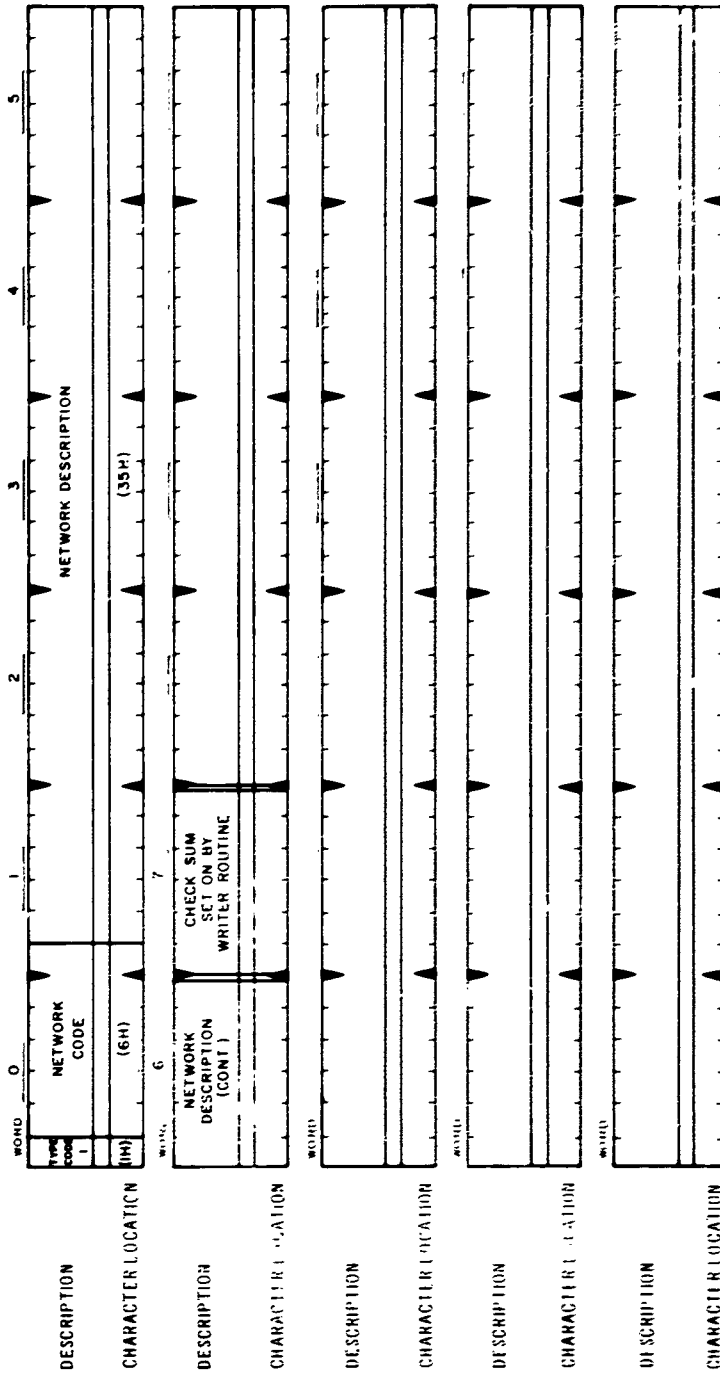 WORD 0 1 2 3 4 5
DESCRIPTION
TYPE
CODE
1
NETWORK
CODE
NETWORK DESCRIPTION
CHARACTER LOCATION
(1H)
(6H)
(35H)
6 7
DESCRIPTION
NETWORK
DESCRIPTION
(CONT)
CHECK SUM
SET ON BY
WRITER ROUTINE
WORD
DESCRIPTION
CHARACTER LOCATION
DESCRIPTION
WORD
DESCRIPTION
CHARACTER LOCATION